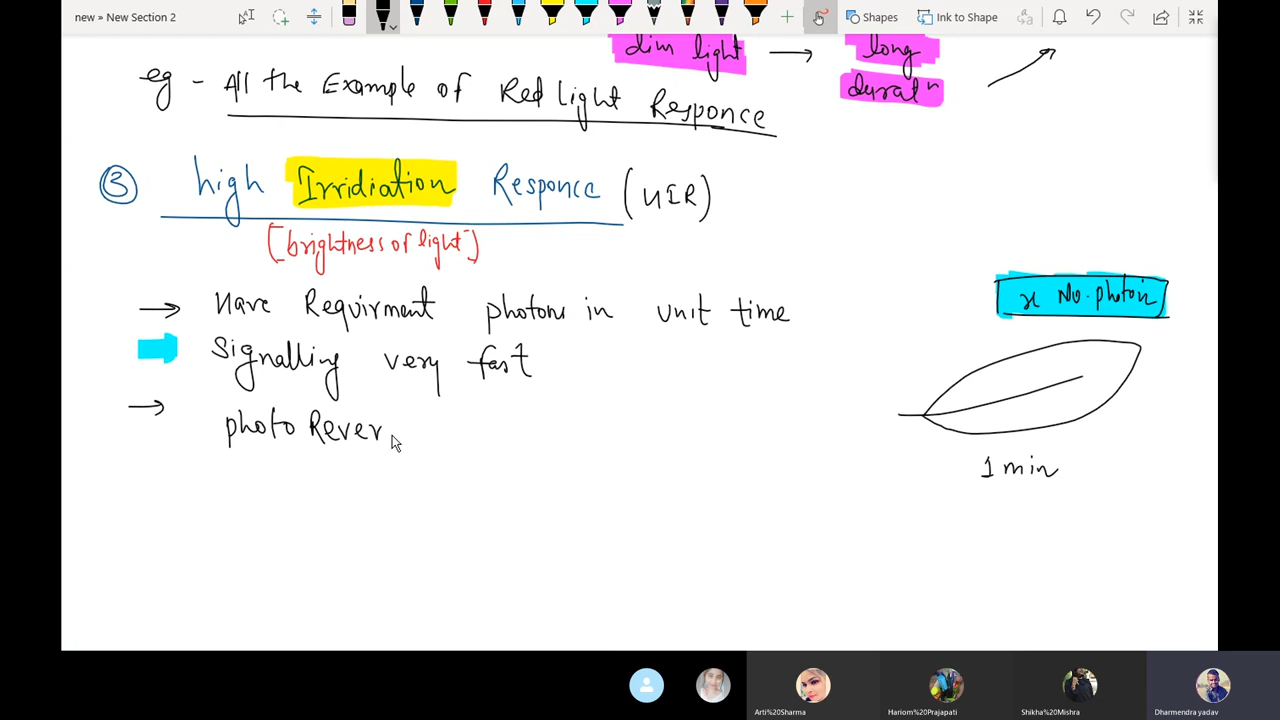 new » New Section 2
Shapes
Ink to Shape
dim light → long
duratⁿ
eg - All the Example of Red light Responce
③ high Irridiation Responce (HIR)
(brightness of light)
x No. photon
→ Have Requirment photons in unit time
Signalling very fast
→ photo Rever
1 min
Arti%20Sharma
Hariom%20Prajapati
Shikha%20Mishra
Dharmendra yadav